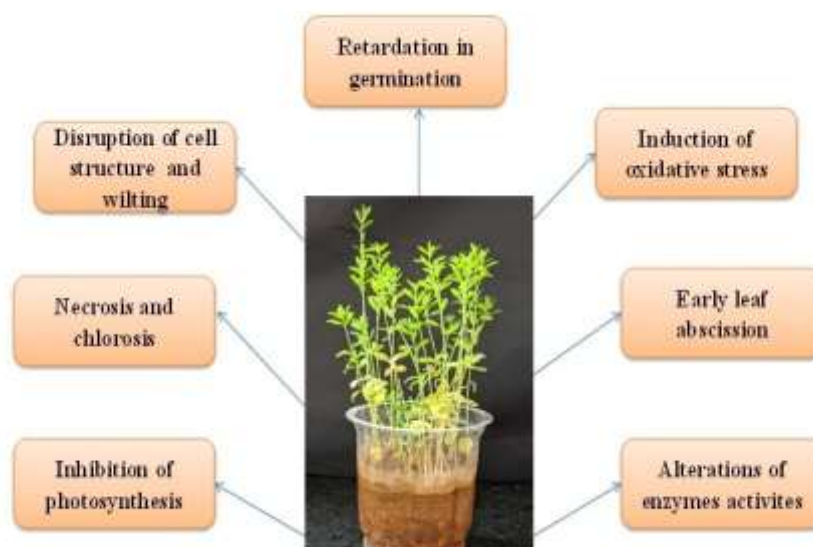 Retardation in
germination
Disruption of cell
structure and
wilting
Induction of
oxidative stress
Necrosis and
chlorosis
Early leaf
abscission
Inhibition of
photosynthesis
Alterations of
enzymes activites